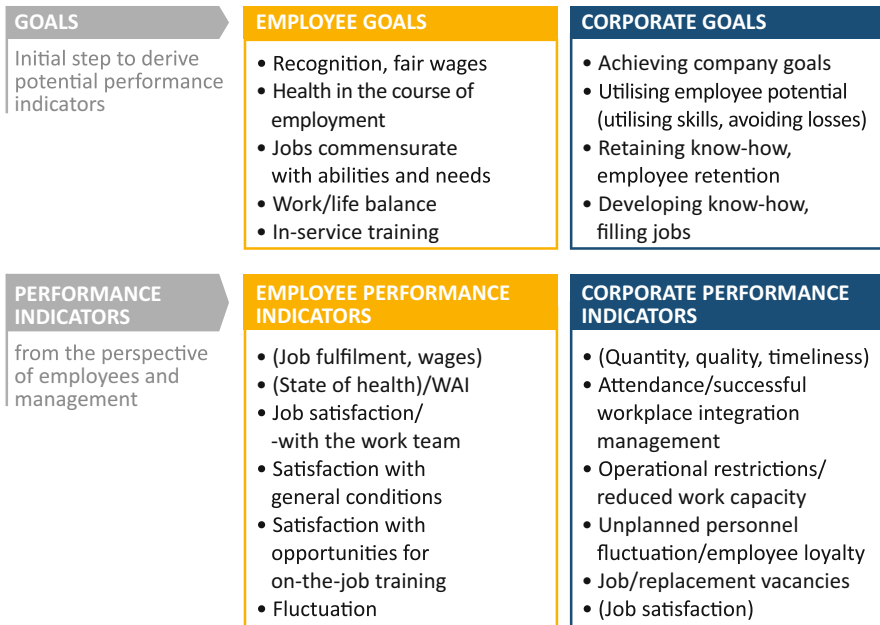 GOALS
Initial step to derive
potential performance
indicators
EMPLOYEE GOALS
• Recognition, fair wages
• Health in the course of
employment
• Jobs commensurate
with abilities and needs
• Work/life balance
• In-service training
CORPORATE GOALS
• Achieving company goals
• Utilising employee potential
(utilising skills, avoiding losses)
• Retaining know-how,
employee retention
• Developing know-how,
filling jobs
PERFORMANCE
INDICATORS
from the perspective
of employees and
management
EMPLOYEE PERFORMANCE
INDICATORS
• (Job fulfilment, wages)
• (State of health)/WAI
• Job satisfaction/
-with the work team
• Satisfaction with
general conditions
• Satisfaction with
opportunities for
on-the-job training
• Fluctuation
CORPORATE PERFORMANCE
INDICATORS
• (Quantity, quality, timeliness)
• Attendance/successful
workplace integration
management
• Operational restrictions/
reduced work capacity
• Unplanned personnel
fluctuation/employee loyalty
• Job/replacement vacancies
• (Job satisfaction)